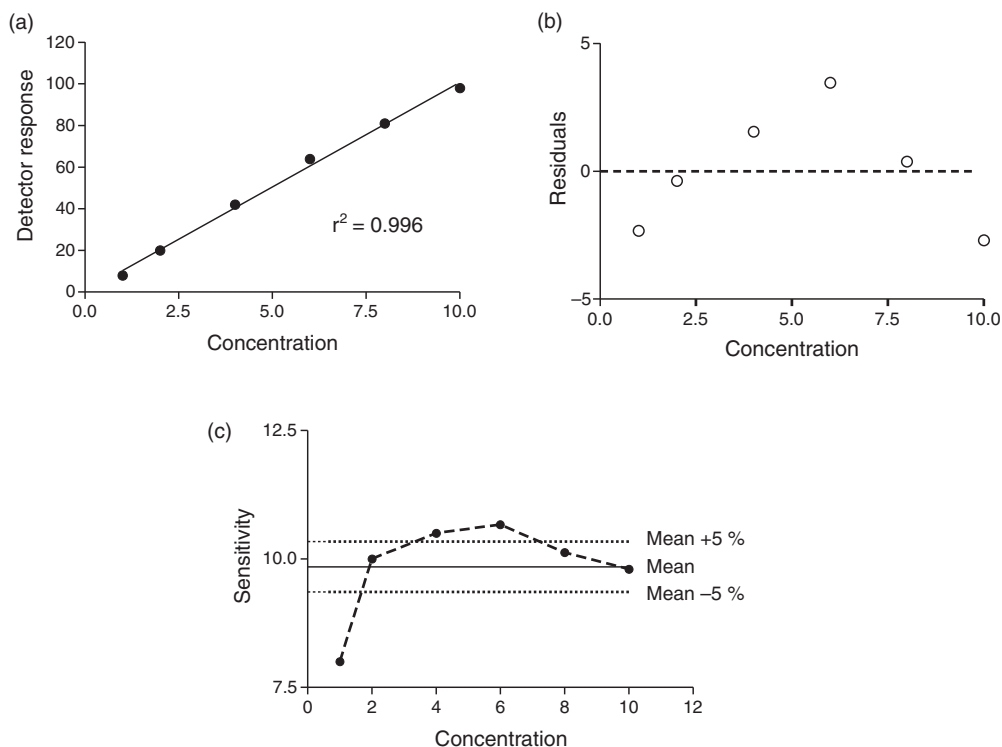 (a)
120
100
80
60
40
20
0
Detector response
r² = 0.996
0.0 2.5 5.0 7.5 10.0
Concentration
(b)
5
0
–5
Residuals
0.0 2.5 5.0 7.5 10.0
Concentration
(c)
12.5
10.0
7.5
Sensitivity
Mean +5 %
Mean
Mean –5 %
0 2 4 6 8 10 12
Concentration